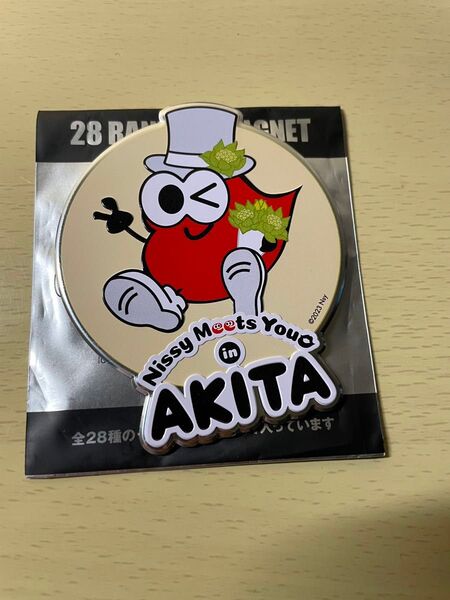 28 RAN GNET
©2023 Nsy
Nissy Meets You
in
AKITA
全28種の 入っています